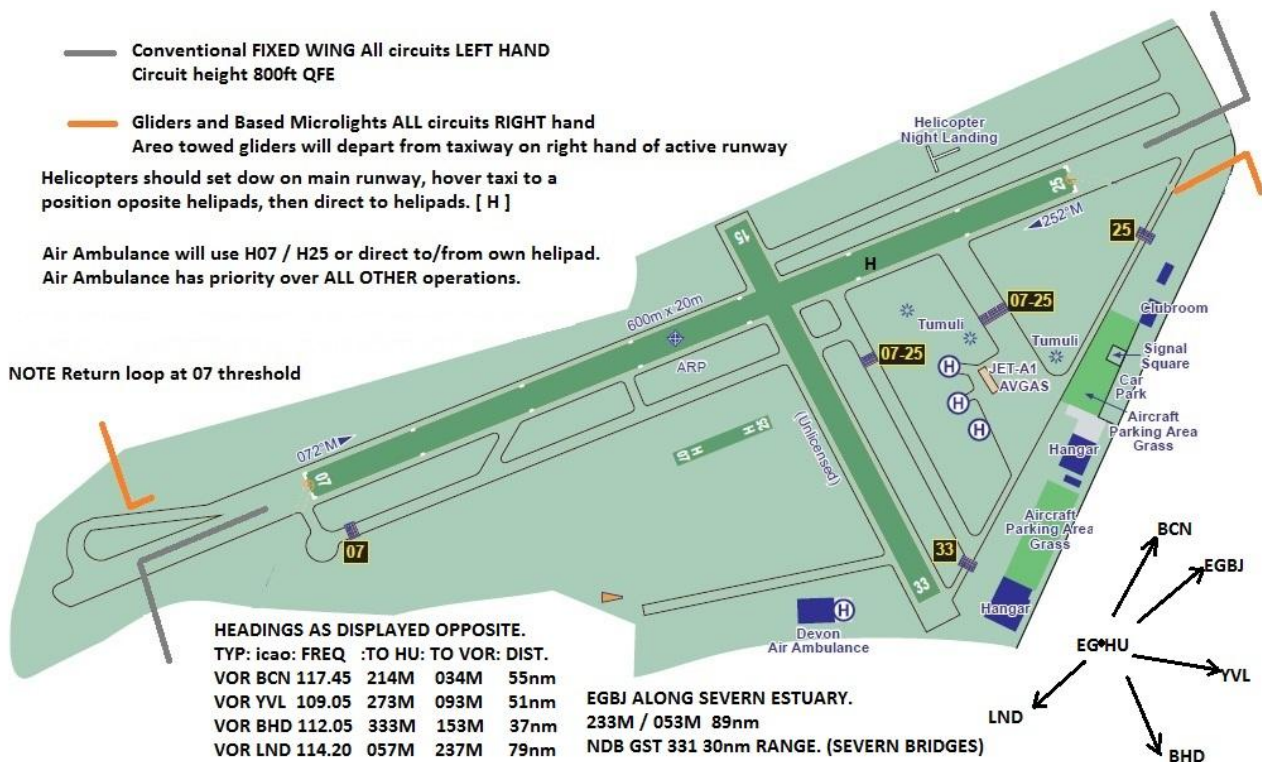 Conventional FIXED WING All circuits LEFT HAND
Circuit height 800ft QFE
Gliders and Based Microlights ALL circuits RIGHT hand
Areo towed gliders will depart from taxiway on right hand of active runway
Helicopters should set dow on main runway, hover taxi to a
position oposite helipads, then direct to helipads. [ H ]
Air Ambulance will use H07 / H25 or direct to/from own helipad.
Air Ambulance has priority over ALL OTHER operations.
NOTE Return loop at 07 threshold
Helicopter
Night Landing
25
252°M
15
25
H
600m x 20m
07-25
Clubroom
Tumuli
Tumuli
07-25
ARP
Signal
Square
JET-A1
AVGAS
H
H
H
Car
Park
Aircraft
Parking Area
Grass
072°M
07
(Unlicensed)
07 H
H 25
Hangar
Aircraft
Parking Area
Grass
07
33
33
Hangar
H
Devon
Air Ambulance
BCN
EGBJ
EG HU
YVL
LND
BHD
HEADINGS AS DISPLAYED OPPOSITE.
TYP: icao: FREQ :TO HU: TO VOR: DIST.
VOR BCN 117.45 214M 034M 55nm
VOR YVL 109.05 273M 093M 51nm
VOR BHD 112.05 333M 153M 37nm
VOR LND 114.20 057M 237M 79nm
EGBJ ALONG SEVERN ESTUARY.
233M / 053M 89nm
NDB GST 331 30nm RANGE. (SEVERN BRIDGES)